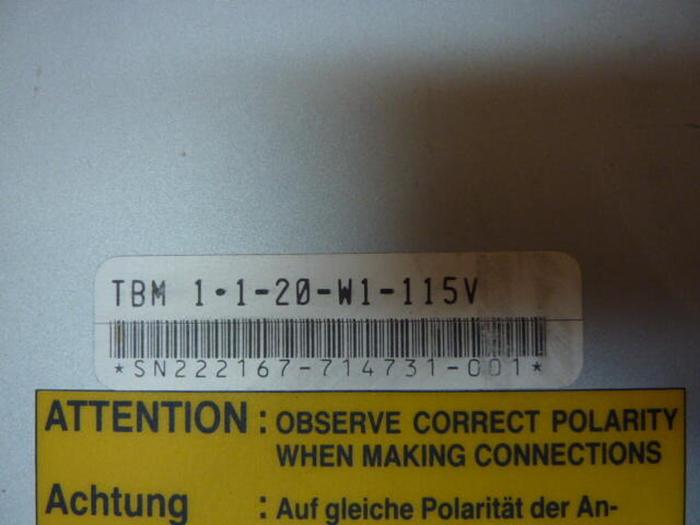 TBM 1·1-20-W1-115V
*SN222167-714731-001*
ATTENTION : OBSERVE CORRECT POLARITY
WHEN MAKING CONNECTIONS
Achtung : Auf gleiche Polarität der An-